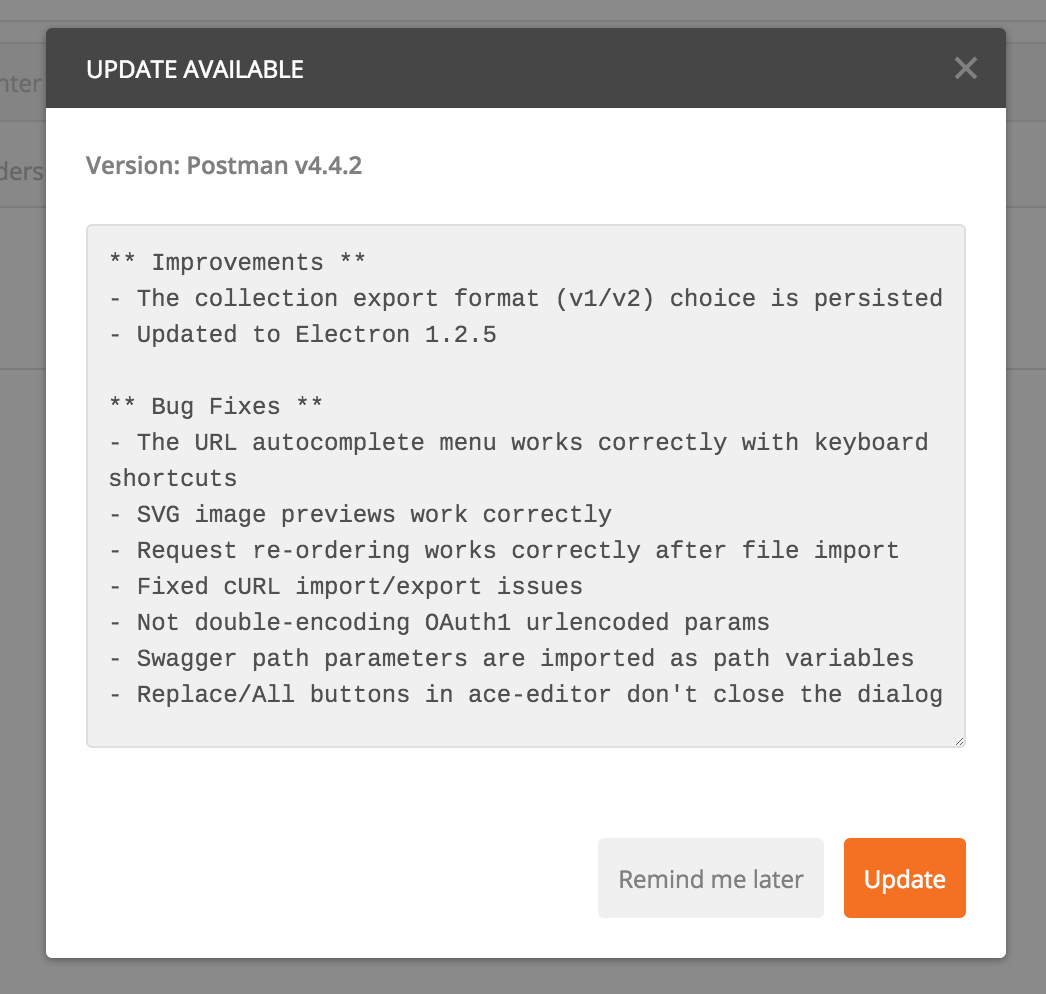 UPDATE AVAILABLE
nter
ders
Version: Postman v4.4.2
** Improvements **
- The collection export format (v1/v2) choice is persisted
- Updated to Electron 1.2.5
** Bug Fixes **
- The URL autocomplete menu works correctly with keyboard
shortcuts
- SVG image previews work correctly
- Request re-ordering works correctly after file import
- Fixed cURL import/export issues
- Not double-encoding OAuth1 urlencoded params
- Swagger path parameters are imported as path variables
- Replace/All buttons in ace-editor don't close the dialog
Remind me later
Update